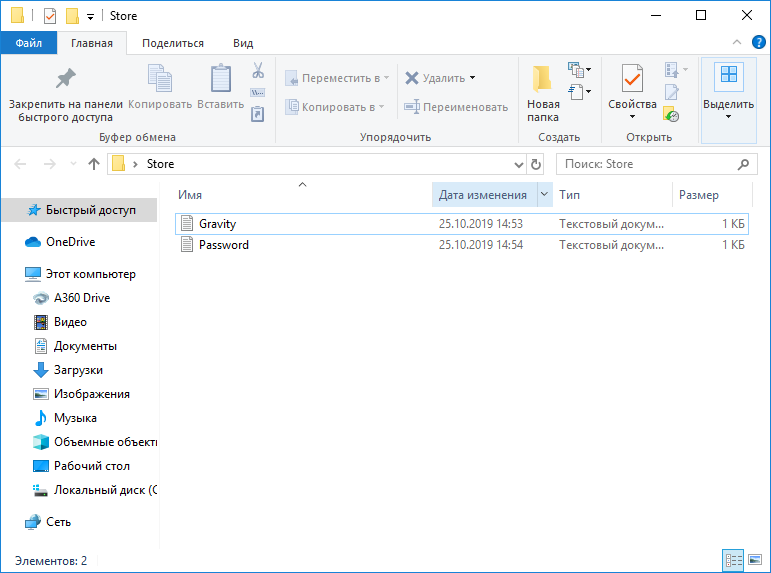 Store
Файл Главная Поделиться Вид
Закрепить на панели быстрого доступа
Копировать
Вставить
Буфер обмена
Переместить в
Копировать в
Удалить
Переименовать
Упорядочить
Новая папка
Создать
Свойства
Открыть
Выделить
Store
Поиск: Store
Имя Дата изменения Тип Размер
Gravity 25.10.2019 14:53 Текстовый докум... 1 КБ
Password 25.10.2019 14:54 Текстовый докум... 1 КБ
Быстрый доступ
OneDrive
Этот компьютер
A360 Drive
Видео
Документы
Загрузки
Изображения
Музыка
Объемные объекты
Рабочий стол
Локальный диск (C
Сеть
Элементов: 2